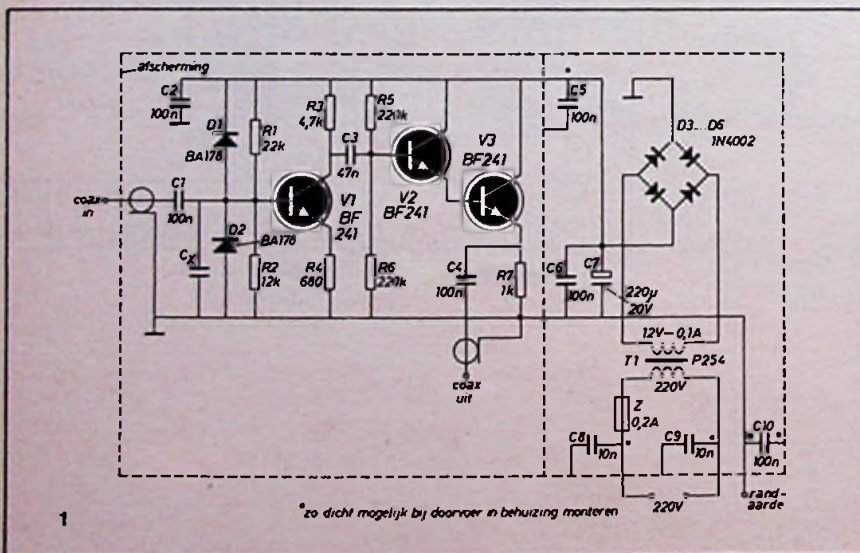 afscherming
C2
100n
D1
BA176
R1
22k
R3
4,7k
C3
47n
R5
220k
V2
BF241
V3
BF241
C5
100n
*
D3...D6
1N4002
coax
in
C1
100n
Cx
D2
BA176
R2
12k
V1
BF
241
R4
680
R6
220k
C4
100n
R7
1k
C6
100n
C7
220µ
20V
coax
uit
12V-0,1A
T1
P254
220V
Z
0,2A
C8
10n
*
C9
10n
*
C10
100n
*
220V
rand-
aarde
1
*zo dicht mogelijk bij doorvoer in behuizing monteren